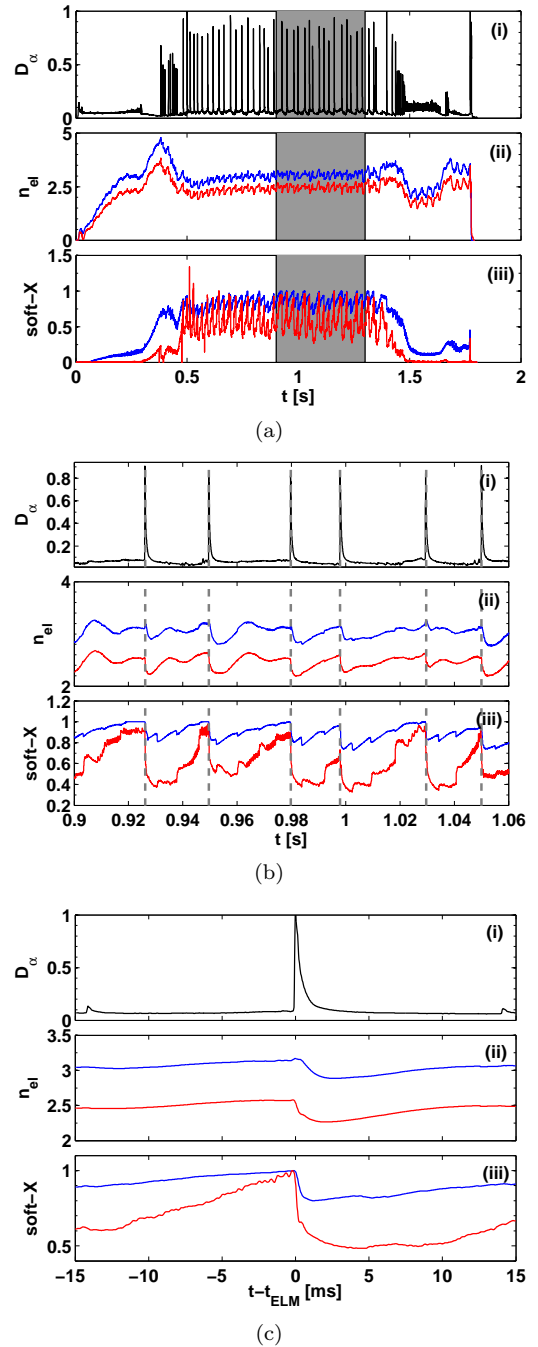 1
(i)
0.5
D_α
0
5
(ii)
2.5
n_el
0
1.5
(iii)
1
0.5
soft-X
0
0 0.5 1 1.5 2
t [s]
(a)
0.8
(i)
0.6
0.4
0.2
D_α
4
(ii)
n_el
2
1.2
(iii)
1
0.8
0.6
0.4
0.2
soft-X
0.9 0.92 0.94 0.96 0.98 1 1.02 1.04 1.06
t [s]
(b)
1
(i)
0.5
D_α
0
3.5
(ii)
3
2.5
n_el
2
(iii)
1
soft-X
0.5
−15 −10 −5 0 5 10 15
t−t_ELM [ms]
(c)